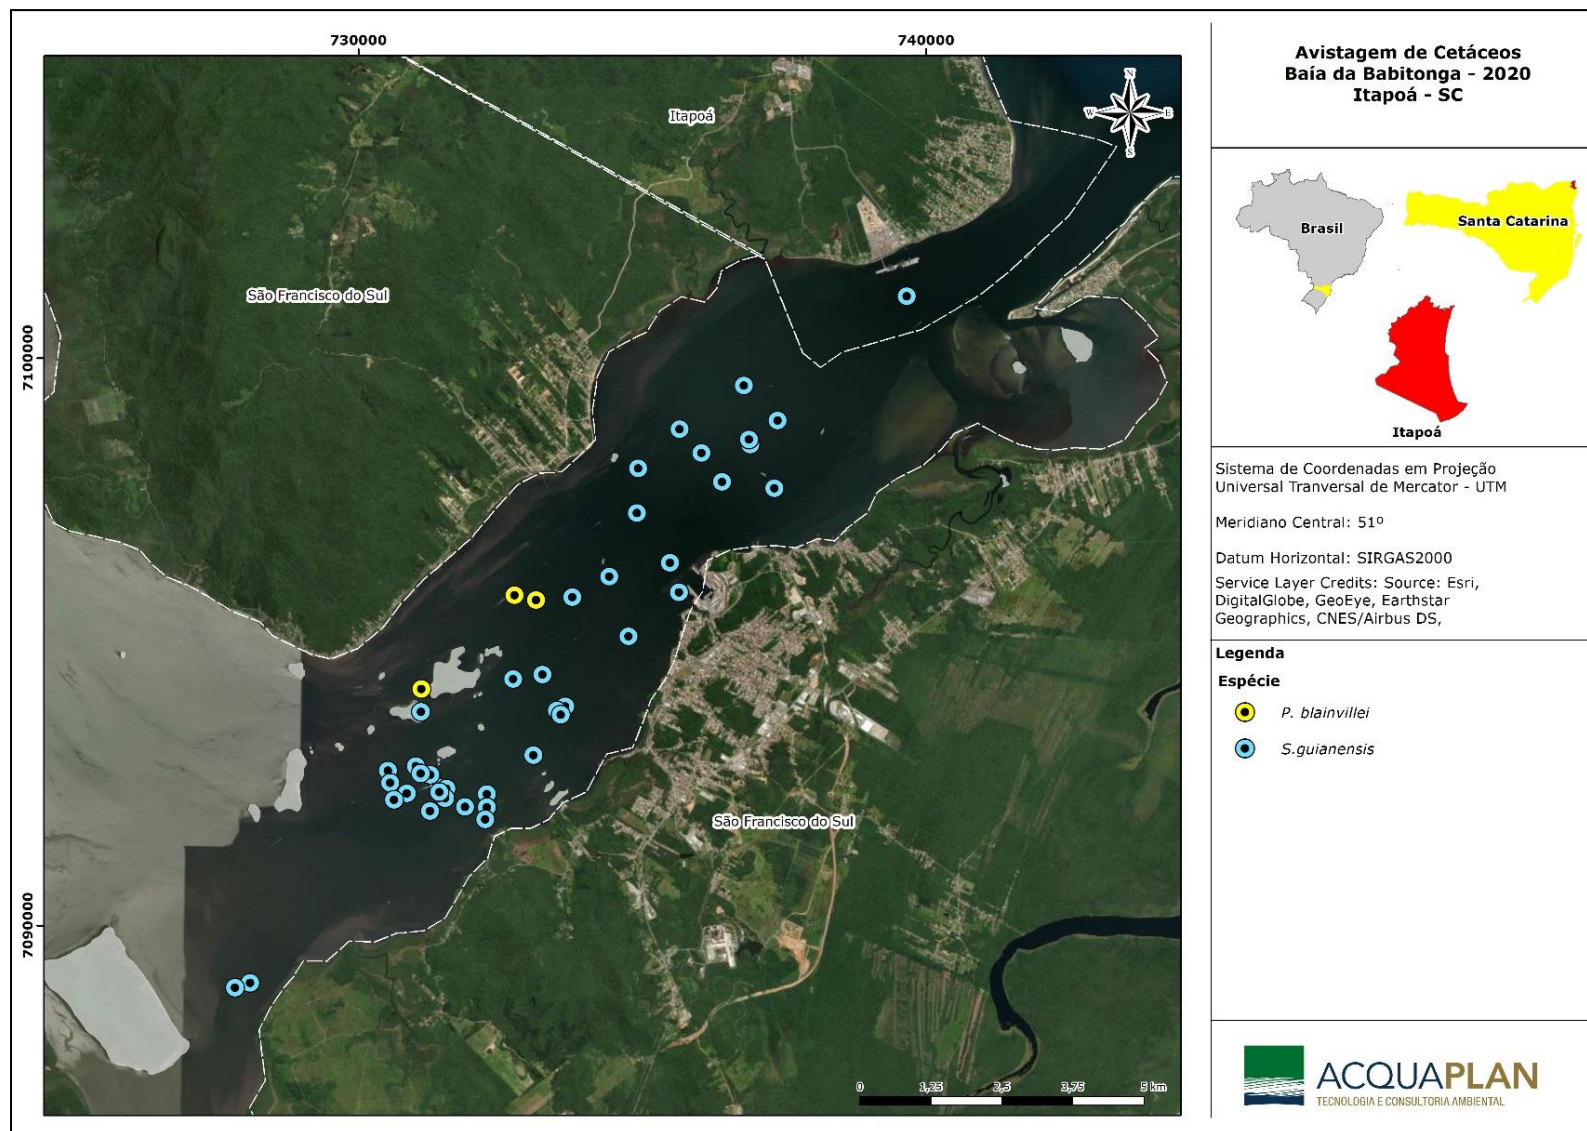 730000
740000
7100000
7090000
Itapoá
São Francisco do Sul
São Francisco do Sul
N
W
E
S
0
1,25
2,5
3,75
5 km
Avistagem de Cetáceos
Baía da Babitonga - 2020
Itapoá - SC
Brasil
Santa Catarina
Itapoá
Sistema de Coordenadas em Projeção
Universal Tranversal de Mercator - UTM
Meridiano Central: 51º
Datum Horizontal: SIRGAS2000
Service Layer Credits: Source: Esri,
DigitalGlobe, GeoEye, Earthstar
Geographics, CNES/Airbus DS,
Legenda
Espécie
P. blainvillei
S.guianensis
ACQUAPLAN
TECNOLOGIA E CONSULTORIA AMBIENTAL